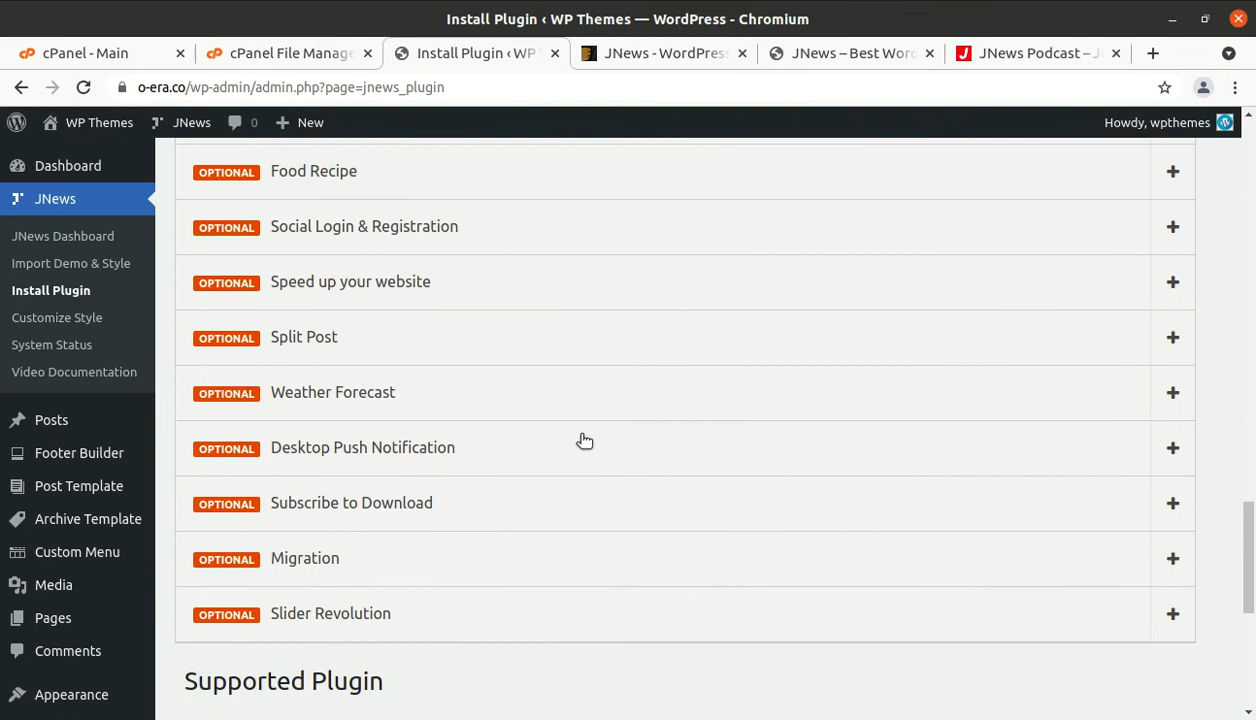 Install Plugin ‹ WP Themes — WordPress - Chromium
cPanel - Main
cPanel File Manage
Install Plugin ‹ WP
JNews - WordPress
JNews – Best Wor
JNews Podcast – J
o-era.co/wp-admin/admin.php?page=jnews_plugin
WP Themes
JNews
0
New
Howdy, wpthemes
Dashboard
JNews
JNews Dashboard
Import Demo & Style
Install Plugin
Customize Style
System Status
Video Documentation
Posts
Footer Builder
Post Template
Archive Template
Custom Menu
Media
Pages
Comments
Appearance
OPTIONAL Food Recipe
OPTIONAL Social Login & Registration
OPTIONAL Speed up your website
OPTIONAL Split Post
OPTIONAL Weather Forecast
OPTIONAL Desktop Push Notification
OPTIONAL Subscribe to Download
OPTIONAL Migration
OPTIONAL Slider Revolution
Supported Plugin